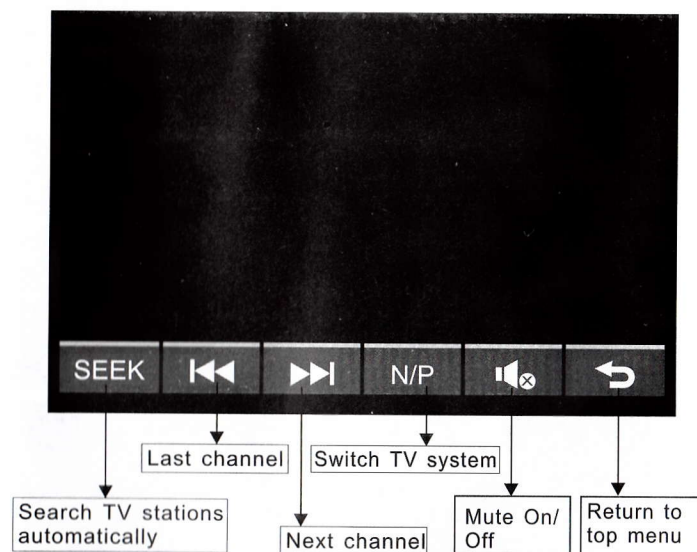 SEEK
N/P
Last channel
Switch TV system
Search TV stations
automatically
Next channel
Mute On/
Off
Return to
top menu